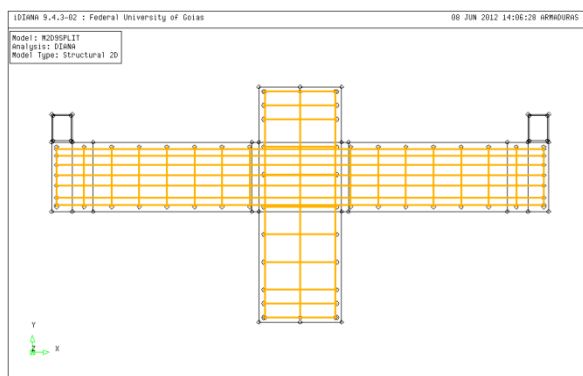 iDIANA 9.4.3-02 : Federal University of Goias 08 JUN 2012 14:06:28 ARMADURAS
Model: M2D9SPLIT
Analysis: DIANA
Model Type: Structural 2D
Y
Z X